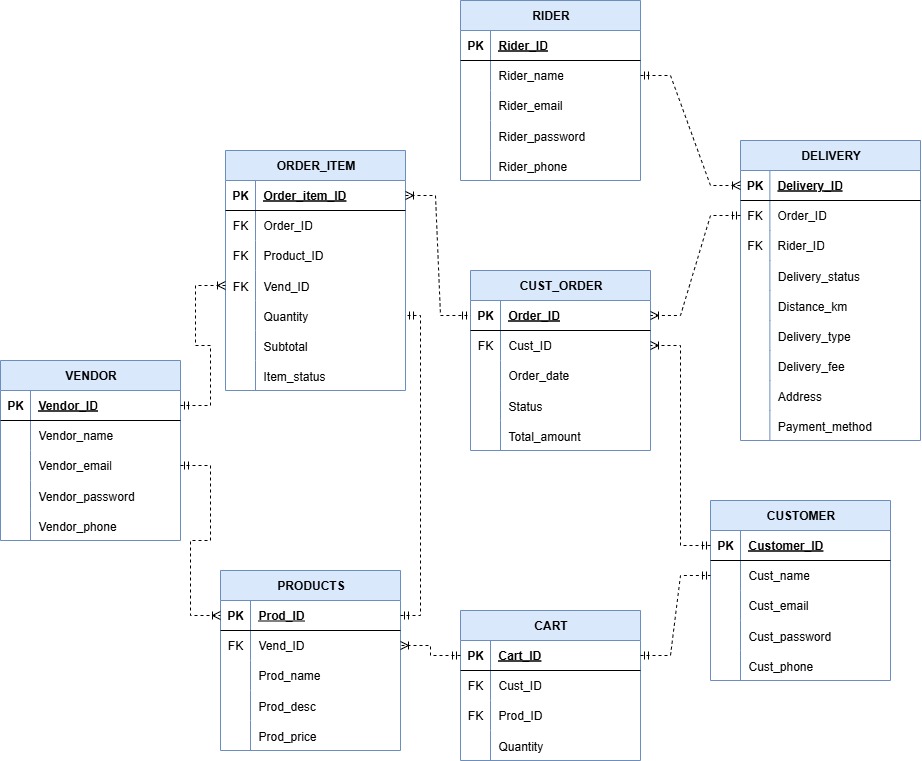 RIDER
PK Rider_ID
Rider_name
Rider_email
Rider_password
Rider_phone
DELIVERY
PK Delivery_ID
FK Order_ID
FK Rider_ID
Delivery_status
Distance_km
Delivery_type
Delivery_fee
Address
Payment_method
ORDER_ITEM
PK Order_item_ID
FK Order_ID
FK Product_ID
FK Vend_ID
Quantity
Subtotal
Item_status
CUST_ORDER
PK Order_ID
FK Cust_ID
Order_date
Status
Total_amount
VENDOR
PK Vendor_ID
Vendor_name
Vendor_email
Vendor_password
Vendor_phone
CUSTOMER
PK Customer_ID
Cust_name
Cust_email
Cust_password
Cust_phone
PRODUCTS
PK Prod_ID
FK Vend_ID
Prod_name
Prod_desc
Prod_price
CART
PK Cart_ID
FK Cust_ID
FK Prod_ID
Quantity